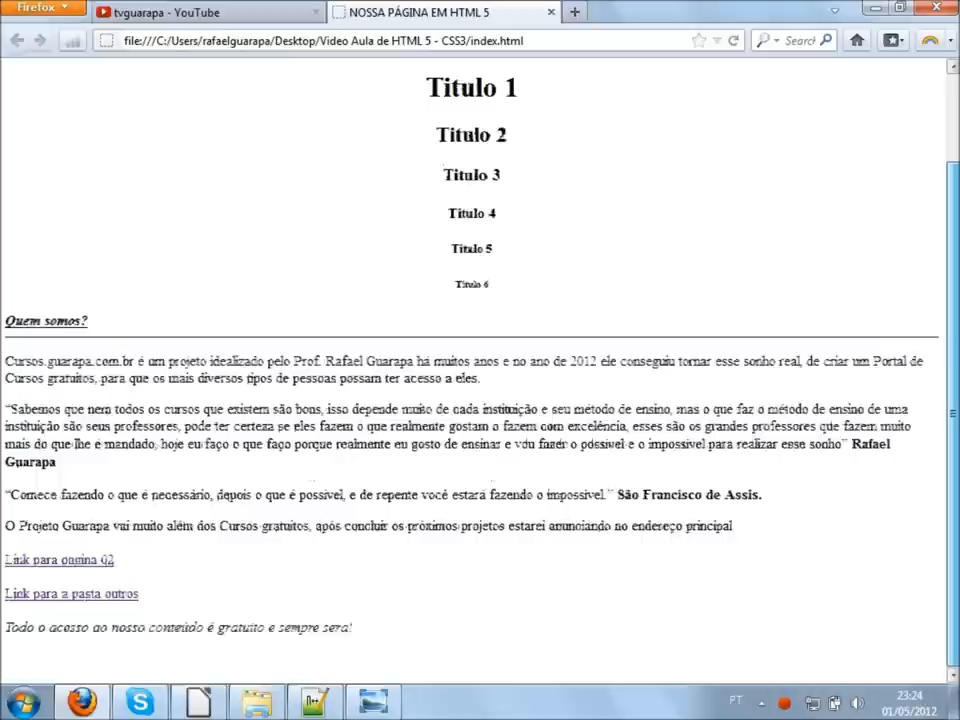 Firefox
tvguarapa - YouTube
NOSSA PÁGINA EM HTML 5
file:///C:/Users/rafaelguarapa/Desktop/Video Aula de HTML 5 - CSS3/index.html
Search
Titulo 1
Titulo 2
Titulo 3
Titulo 4
Titulo 5
Titulo 6
Quem somos?
Cursos.guarapa.com.br é um projeto idealizado pelo Prof. Rafael Guarapa há muitos anos e no ano de 2012 ele conseguiu tornar esse sonho real, de criar um Portal de
Cursos gratuitos, para que os mais diversos tipos de pessoas possam ter acesso a eles.
“Sabemos que nem todos os cursos que existem são bons, isso depende muito de cada instituição e seu método de ensino, mas o que faz o método de ensino de uma
instituição são seus professores, pode ter certeza se eles fazem o que realmente gostam o fazem com excelência, esses são os grandes professores que fazem muito
mais do que lhe é mandado, hoje eu faço o que faço porque realmente eu gosto de ensinar e vou fazer o possível e o impossível para realizar esse sonho” Rafael
Guarapa
“Comece fazendo o que é necessário, depois o que é possível, e de repente você estará fazendo o impossível.” São Francisco de Assis.
O Projeto Guarapa vai muito além dos Cursos gratuitos, após concluir os próximos projetos estarei anunciando no endereço principal
Link para pagina 02
Link para a pasta outros
Todo o acesso ao nosso conteúdo é gratuito e sempre sera!
PT
23:24
01/05/2012